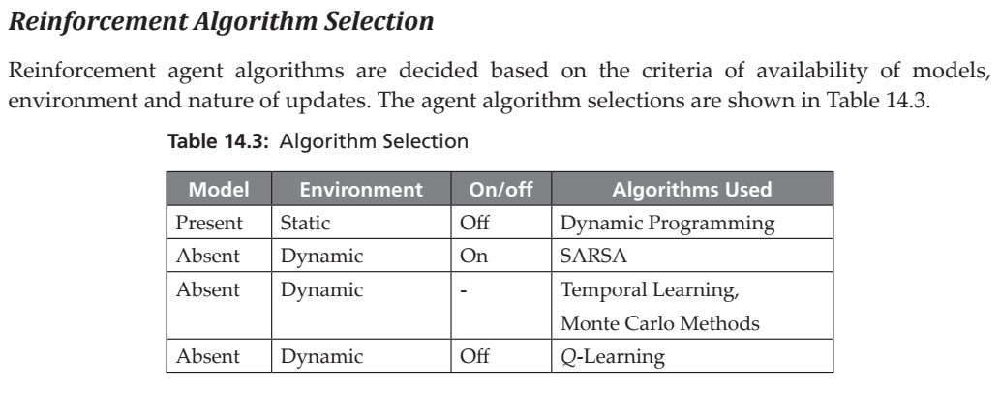 Reinforcement Algorithm Selection
Reinforcement agent algorithms are decided based on the criteria of availability of models,
environment and nature of updates. The agent algorithm selections are shown in Table 14.3.
Table 14.3: Algorithm Selection
Model Environment On/off Algorithms Used
Present Static Off Dynamic Programming
Absent Dynamic On SARSA
Absent Dynamic - Temporal Learning,
Monte Carlo Methods
Absent Dynamic Off Q-Learning